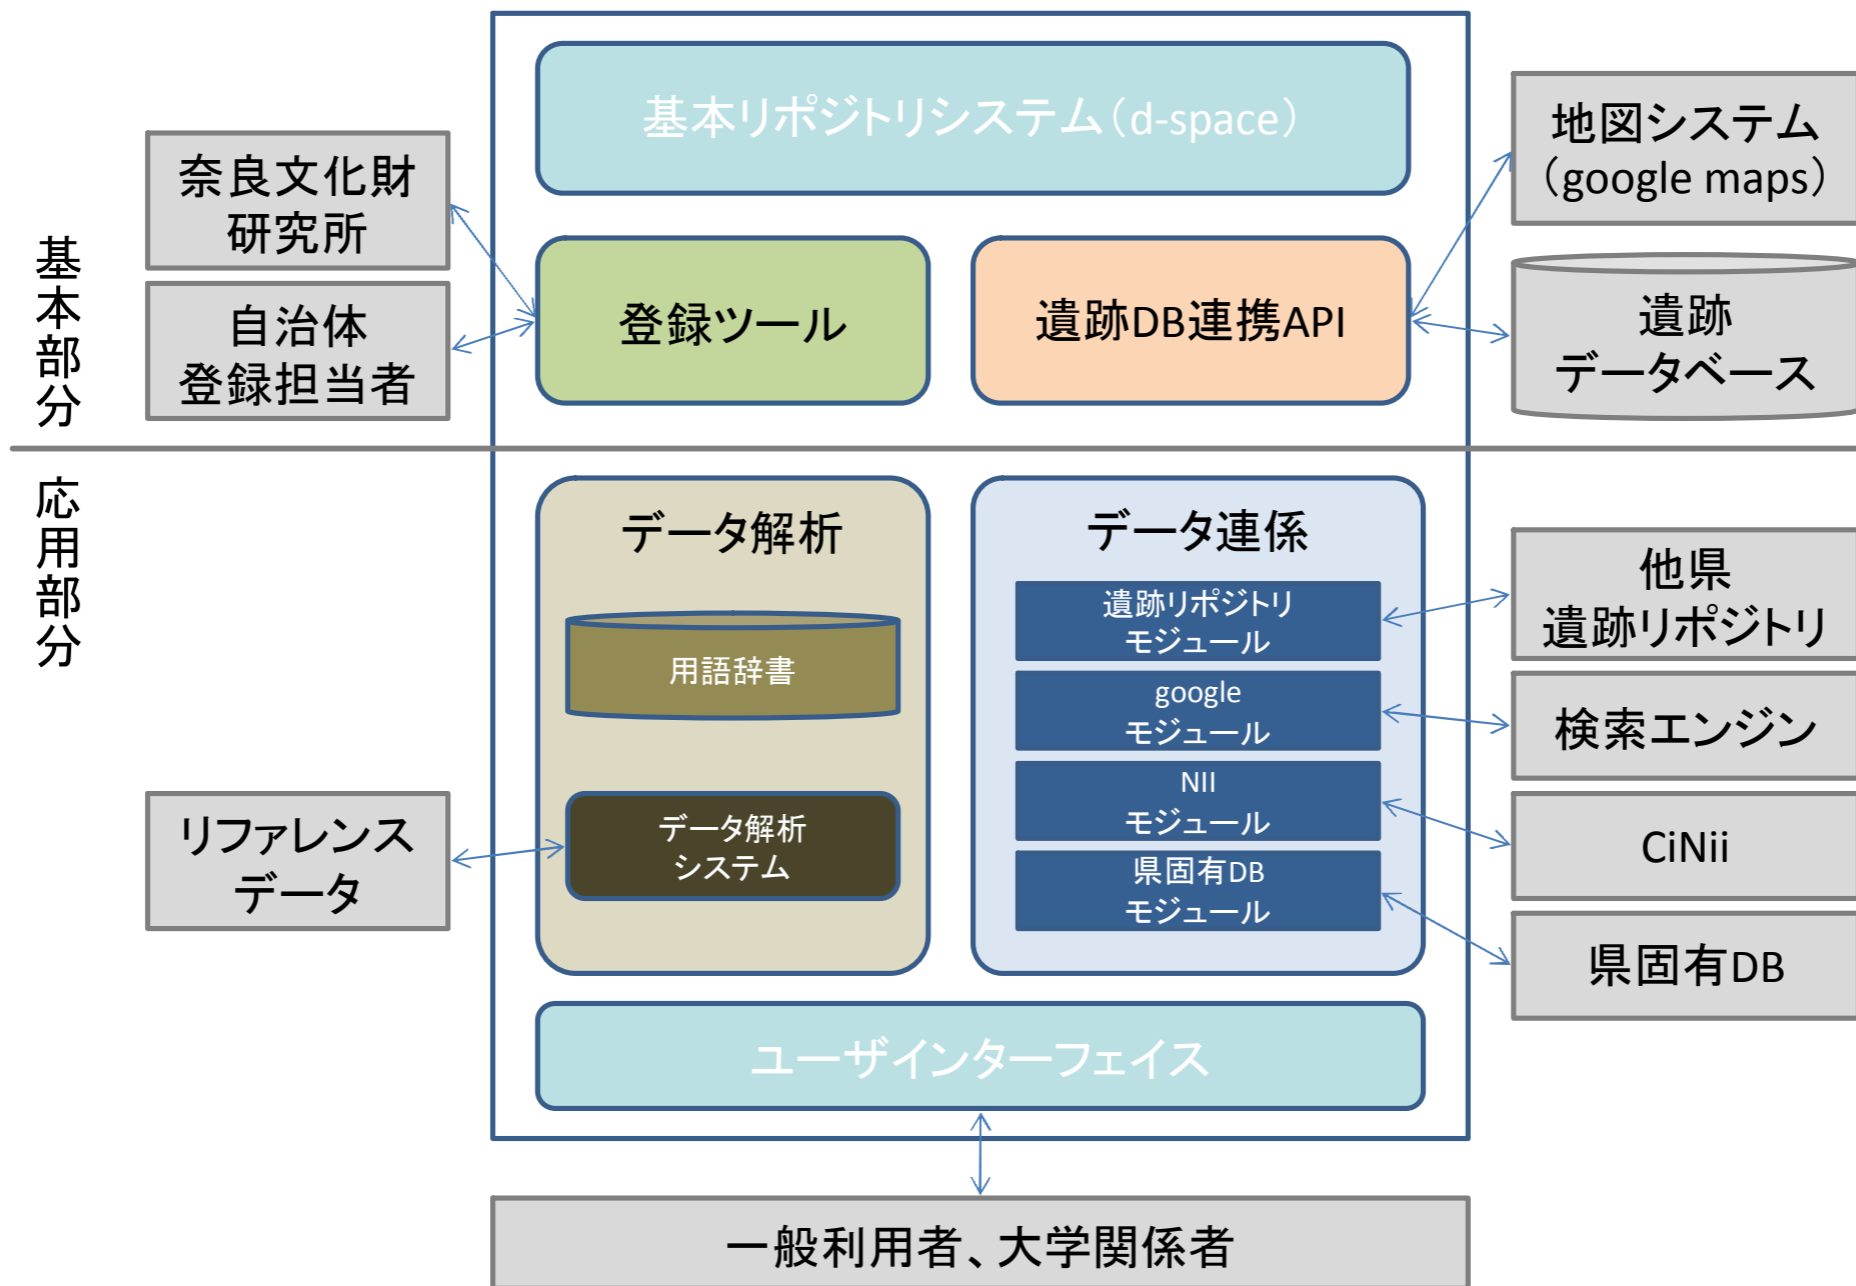 基本リポジトリシステム（d-space）
地図システム
（google maps）
奈良文化財
研究所
基本部分
登録ツール
遺跡DB連携API
自治体
登録担当者
遺跡
データベース
応用部分
データ解析
データ連係
用語辞書
遺跡リポジトリ
モジュール
他県
遺跡リポジトリ
google
モジュール
検索エンジン
リファレンス
データ
データ解析
システム
NII
モジュール
CiNii
県固有DB
モジュール
県固有DB
ユーザインターフェイス
一般利用者、大学関係者